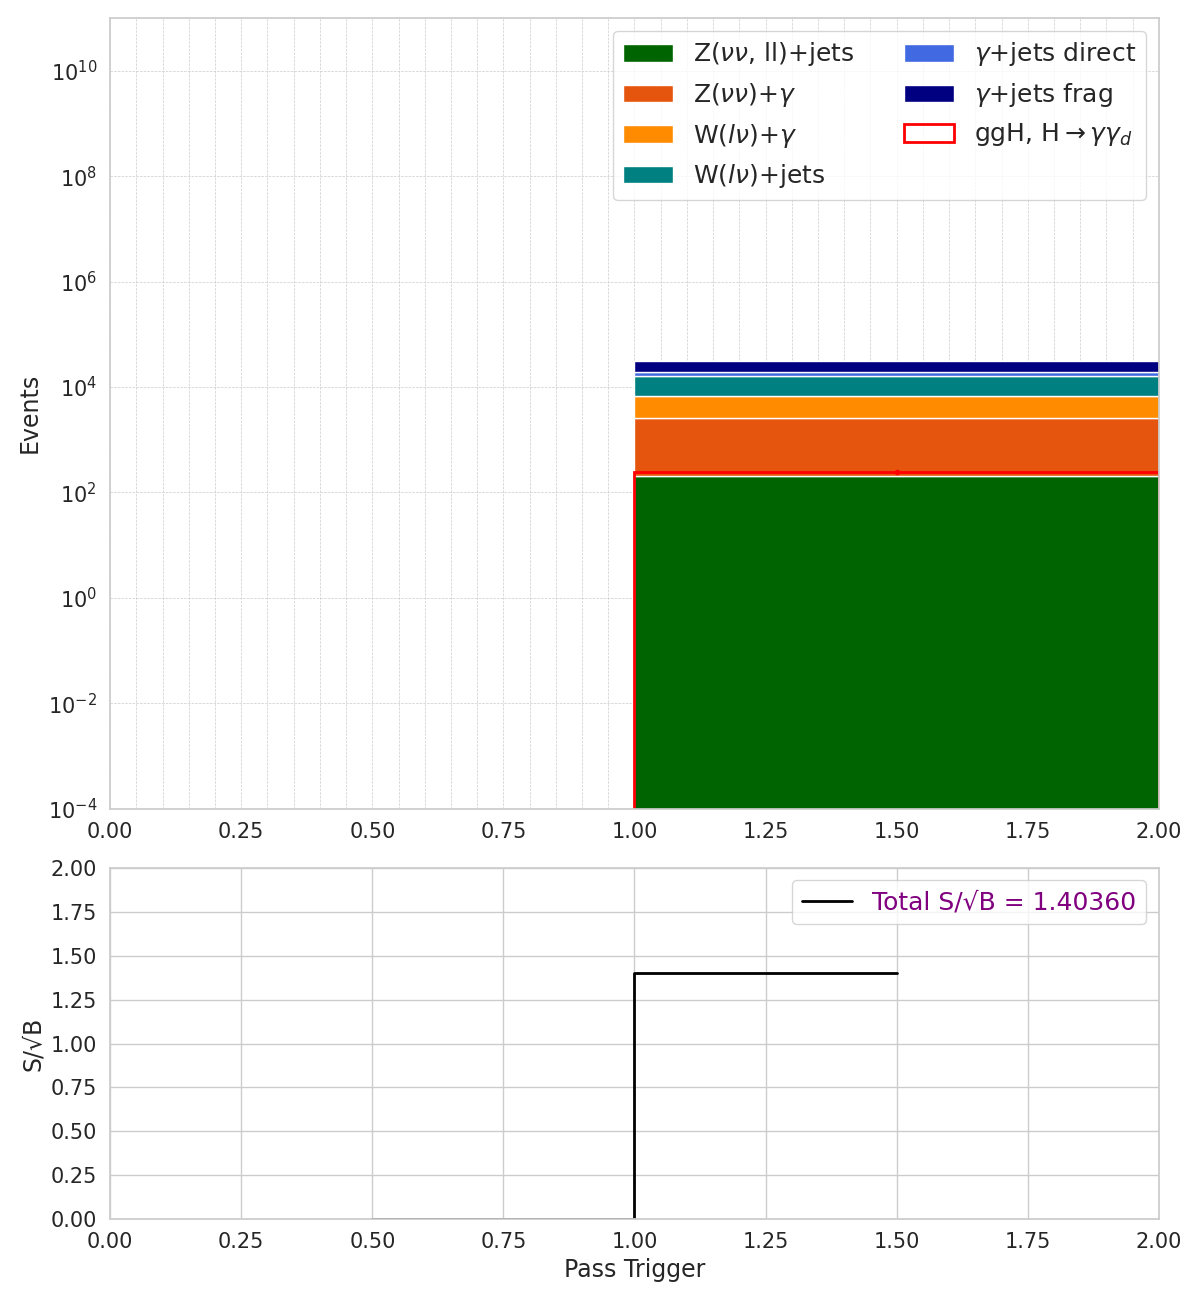 Z(νν, ll)+jets
Z(νν)+γ
W(lν)+γ
W(lν)+jets
γ+jets direct
γ+jets frag
ggH, H→γγ_d
10^10
10^8
10^6
10^4
10^2
10^0
10^−2
10^−4
Events
0.00 0.25 0.50 0.75 1.00 1.25 1.50 1.75 2.00
Total S/√B = 1.40360
2.00
1.75
1.50
1.25
1.00
0.75
0.50
0.25
0.00
S/√B
0.00 0.25 0.50 0.75 1.00 1.25 1.50 1.75 2.00
Pass Trigger